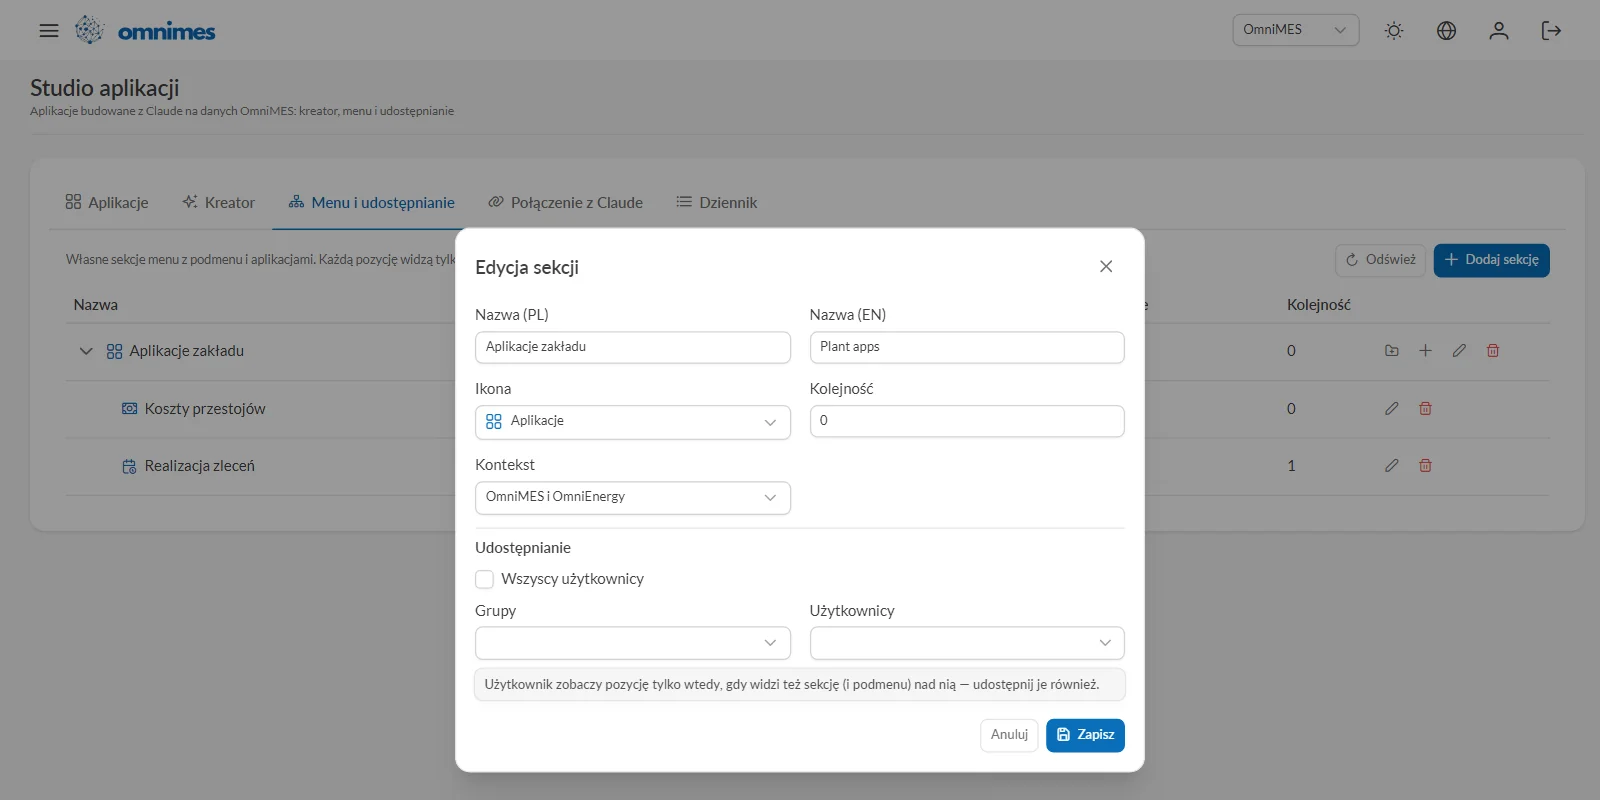 omnimes
OmniMES
Studio aplikacji
Aplikacje budowane z Claude na danych OmniMES: kreator, menu i udostępnianie
Aplikacje
Kreator
Menu i udostępnianie
Połączenie z Claude
Dziennik
Własne sekcje menu z podmenu i aplikacjami. Każdą pozycję widzą
Odśwież
Dodaj sekcję
Nazwa
Kolejność
Aplikacje zakładu
0
Koszty przestojów
0
Realizacja zleceń
1
Edycja sekcji
Nazwa (PL)
Nazwa (EN)
Aplikacje zakładu
Plant apps
Ikona
Kolejność
Aplikacje
0
Kontekst
OmniMES i OmniEnergy
Udostępnianie
Wszyscy użytkownicy
Grupy
Użytkownicy
Użytkownik zobaczy pozycję tylko wtedy, gdy widzi też sekcję (i podmenu) nad nią — udostępnij je również.
Anuluj
Zapisz